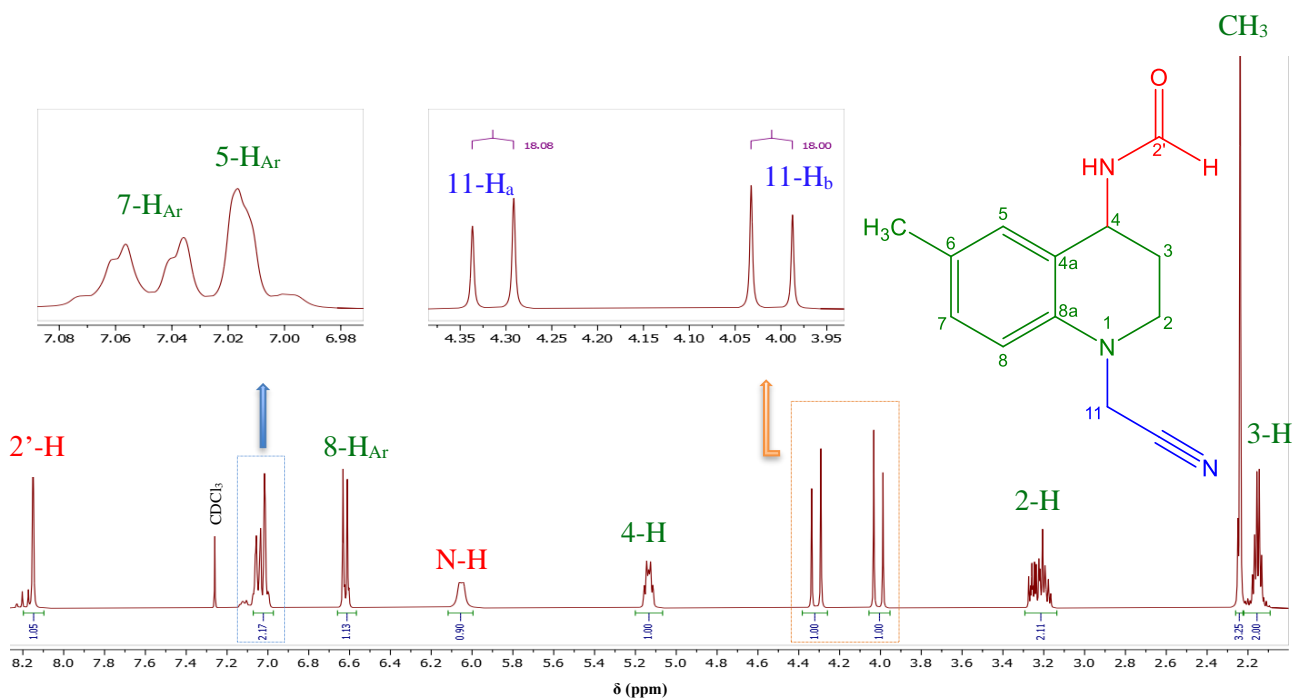 CH₃
O
2'
HN
H
5
4
H₃C
6
3
4a
7
8a
1
2
8
N
11
N
5-H_Ar
7-H_Ar
7.08 7.06 7.04 7.02 7.00 6.98
18.08
18.00
11-Hₐ
11-H_b
4.35 4.30 4.25 4.20 4.15 4.10 4.05 4.00 3.95
2’-H
CDCl₃
8-H_Ar
N-H
4-H
2-H
3-H
1.05
2.17
1.13
0.90
1.00
1.00
1.00
2.11
3.25
2.00
8.2 8.0 7.8 7.6 7.4 7.2 7.0 6.8 6.6 6.4 6.2 6.0 5.8 5.6 5.4 5.2 5.0 4.8 4.6 4.4 4.2 4.0 3.8 3.6 3.4 3.2 3.0 2.8 2.6 2.4 2.2
δ (ppm)